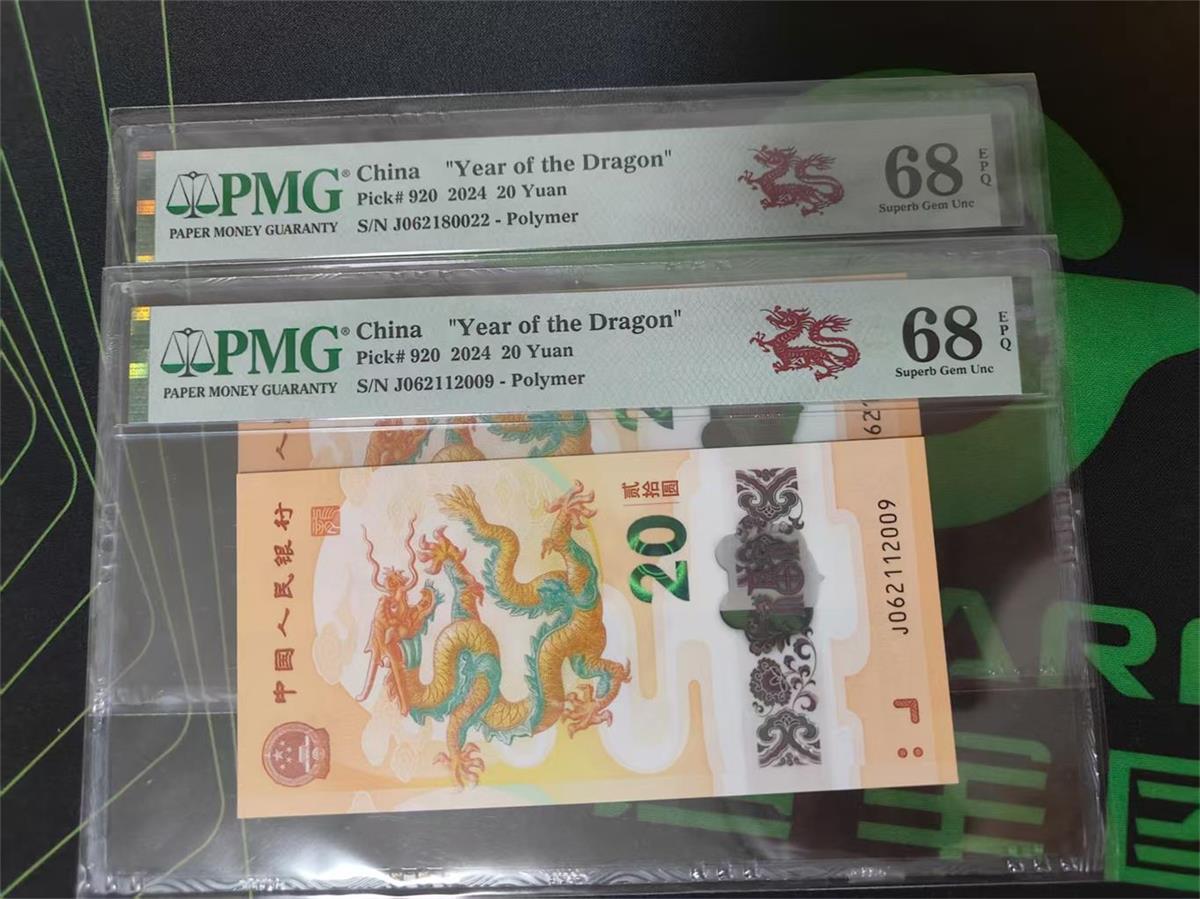 PMG®
PAPER MONEY GUARANTY
China "Year of the Dragon"
Pick# 920 2024 20 Yuan
S/N J062180022 - Polymer
68
EPQ
Superb Gem Unc
PMG®
PAPER MONEY GUARANTY
China "Year of the Dragon"
Pick# 920 2024 20 Yuan
S/N J062112009 - Polymer
68
EPQ
Superb Gem Unc
中国人民银行
贰拾圆
20
J062112009